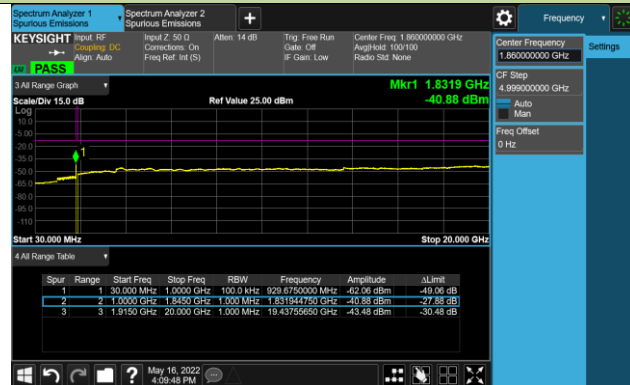 Spectrum Analyzer 1
Spurious Emissions
Spectrum Analyzer 2
Spurious Emissions
Frequency
KEYSIGHT
Input: RF
Coupling: DC
Align: Auto
Input Z: 50 Ω
Corrections: On
Freq Ref: Int (S)
Atten: 14 dB
Trig: Free Run
Gate: Off
IF Gain: Low
Center Freq: 1.860000000 GHz
Avg|Hold: 100/100
Radio Std: None
PASS
Center Frequency
1.860000000 GHz
Settings
CF Step
4.999000000 GHz
Auto
Man
Freq Offset
0 Hz
3 All Range Graph
Mkr1 1.8319 GHz
Scale/Div 15.0 dB
Ref Value 25.00 dBm
-40.88 dBm
Log
10.0
-5.00
-20.0
-35.0
-50.0
-65.0
-80.0
-95.0
-110
1
Start 30.000 MHz
Stop 20.000 GHz
4 All Range Table
Spur Range Start Freq Stop Freq RBW Frequency Amplitude ΔLimit
1 1 30.000 MHz 1.0000 GHz 100.0 kHz 929.6750000 MHz -62.06 dBm -49.06 dB
2 2 1.0000 GHz 1.8450 GHz 1.000 MHz 1.831944750 GHz -40.88 dBm -27.88 dB
3 3 1.9150 GHz 20.000 GHz 1.000 MHz 19.43755650 GHz -43.48 dBm -30.48 dB
May 16, 2022
4:09:48 PM